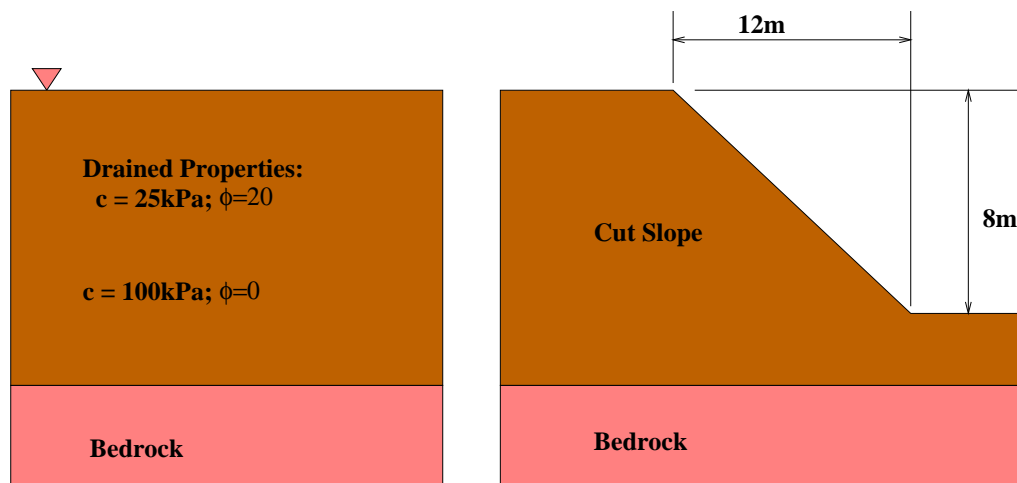 12m
Drained Properties:
c = 25kPa; ϕ=20
Cut Slope
8m
c = 100kPa; ϕ=0
Bedrock
Bedrock